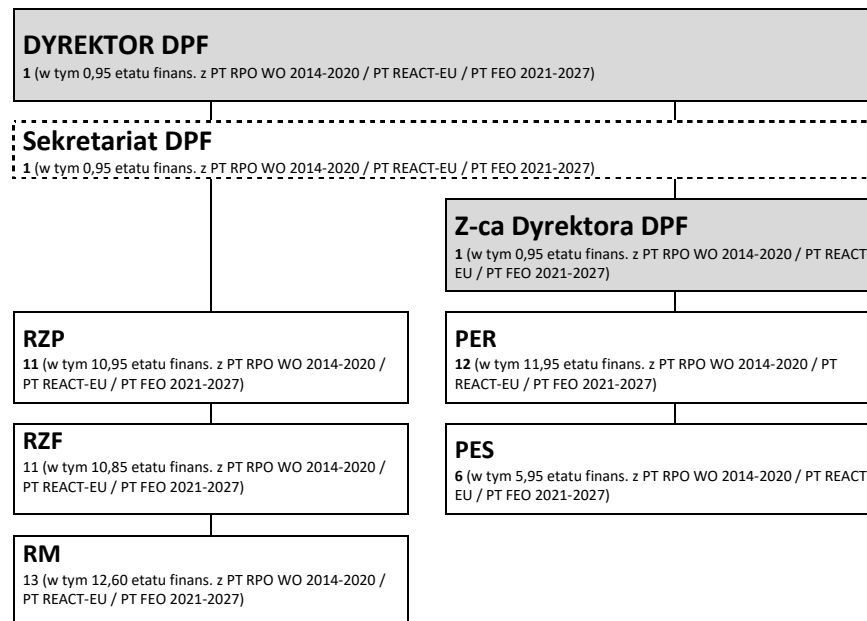 DYREKTOR DPF
1 (w tym 0,95 etatu finans. z PT RPO WO 2014-2020 / PT REACT-EU / PT FEO 2021-2027)
Sekretariat DPF
1 (w tym 0,95 etatu finans. z PT RPO WO 2014-2020 / PT REACT-EU / PT FEO 2021-2027)
Z-ca Dyrektora DPF
1 (w tym 0,95 etatu finans. z PT RPO WO 2014-2020 / PT REACT-
EU / PT FEO 2021-2027)
RZP
11 (w tym 10,95 etatu finans. z PT RPO WO 2014-2020 /
PT REACT-EU / PT FEO 2021-2027)
PER
12 (w tym 11,95 etatu finans. z PT RPO WO 2014-2020 / PT
REACT-EU / PT FEO 2021-2027)
RZF
11 (w tym 10,85 etatu finans. z PT RPO WO 2014-2020 /
PT REACT-EU / PT FEO 2021-2027)
PES
6 (w tym 5,95 etatu finans. z PT RPO WO 2014-2020 / PT REACT-
EU / PT FEO 2021-2027)
RM
13 (w tym 12,60 etatu finans. z PT RPO WO 2014-2020 /
PT REACT-EU / PT FEO 2021-2027)